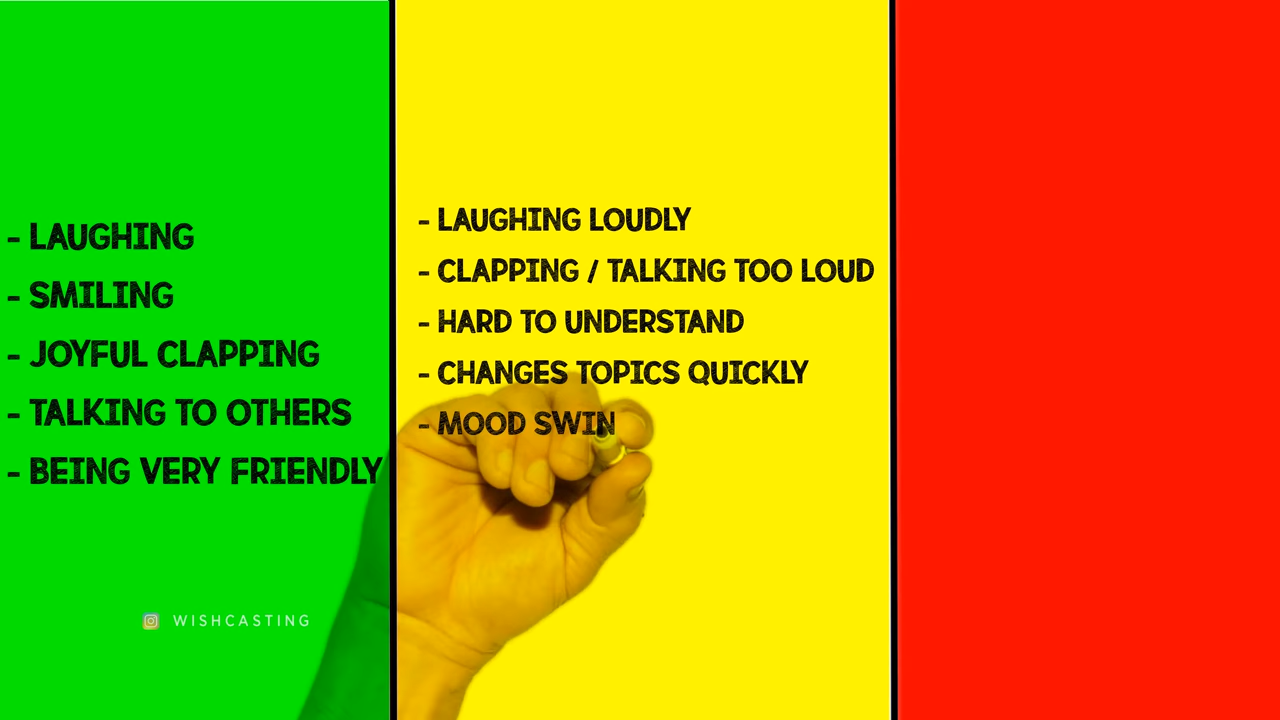 - LAUGHING
- SMILING
- JOYFUL CLAPPING
- TALKING TO OTHERS
- BEING VERY FRIENDLY
WISHCASTING
- LAUGHING LOUDLY
- CLAPPING / TALKING TOO LOUD
- HARD TO UNDERSTAND
- CHANGES TOPICS QUICKLY
- MOOD SWIN